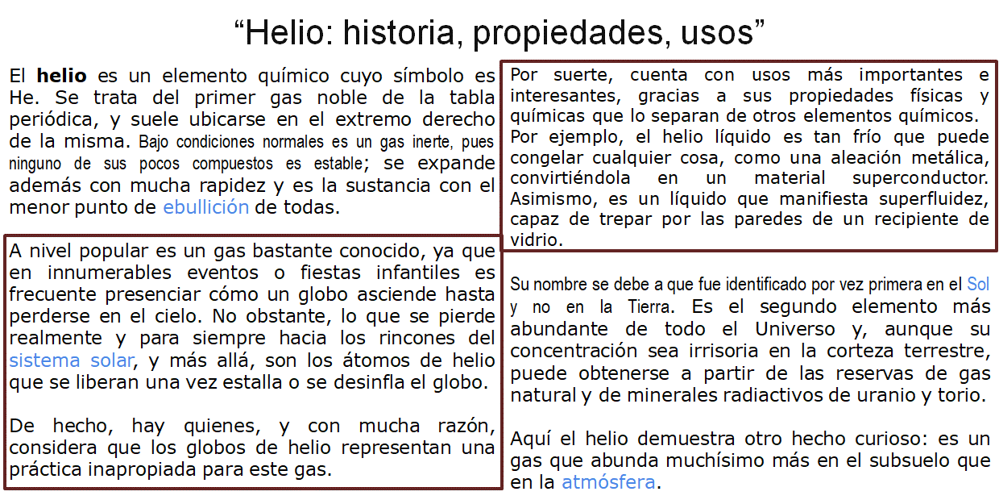 “Helio: historia, propiedades, usos”
El helio es un elemento químico cuyo símbolo es
He. Se trata del primer gas noble de la tabla
periódica, y suele ubicarse en el extremo derecho
de la misma. Bajo condiciones normales es un gas inerte, pues
ninguno de sus pocos compuestos es estable; se expande
además con mucha rapidez y es la sustancia con el
menor punto de ebullición de todas.
A nivel popular es un gas bastante conocido, ya que
en innumerables eventos o fiestas infantiles es
frecuente presenciar cómo un globo asciende hasta
perderse en el cielo. No obstante, lo que se pierde
realmente y para siempre hacia los rincones del
sistema solar, y más allá, son los átomos de helio
que se liberan una vez estalla o se desinfla el globo.
De hecho, hay quienes, y con mucha razón,
considera que los globos de helio representan una
práctica inapropiada para este gas.
Por suerte, cuenta con usos más importantes e
interesantes, gracias a sus propiedades físicas y
químicas que lo separan de otros elementos químicos.
Por ejemplo, el helio líquido es tan frío que puede
congelar cualquier cosa, como una aleación metálica,
convirtiéndola en un material superconductor.
Asimismo, es un líquido que manifiesta superfluidez,
capaz de trepar por las paredes de un recipiente de
vidrio.
Su nombre se debe a que fue identificado por vez primera en el Sol
y no en la Tierra. Es el segundo elemento más
abundante de todo el Universo y, aunque su
concentración sea irrisoria en la corteza terrestre,
puede obtenerse a partir de las reservas de gas
natural y de minerales radiactivos de uranio y torio.
Aquí el helio demuestra otro hecho curioso: es un
gas que abunda muchísimo más en el subsuelo que
en la atmósfera.